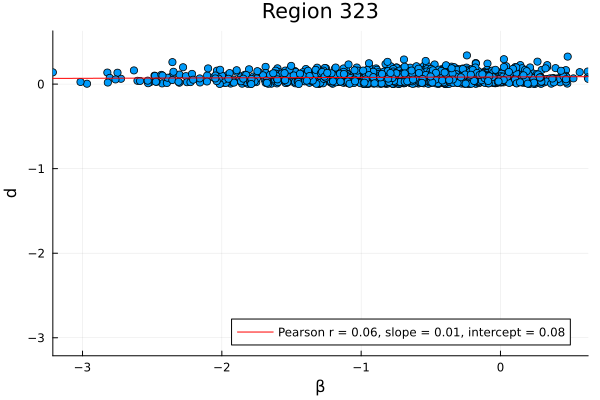 Region 323
0
−1
−2
−3
d
−3
−2
−1
0
β
Pearson r = 0.06, slope = 0.01, intercept = 0.08